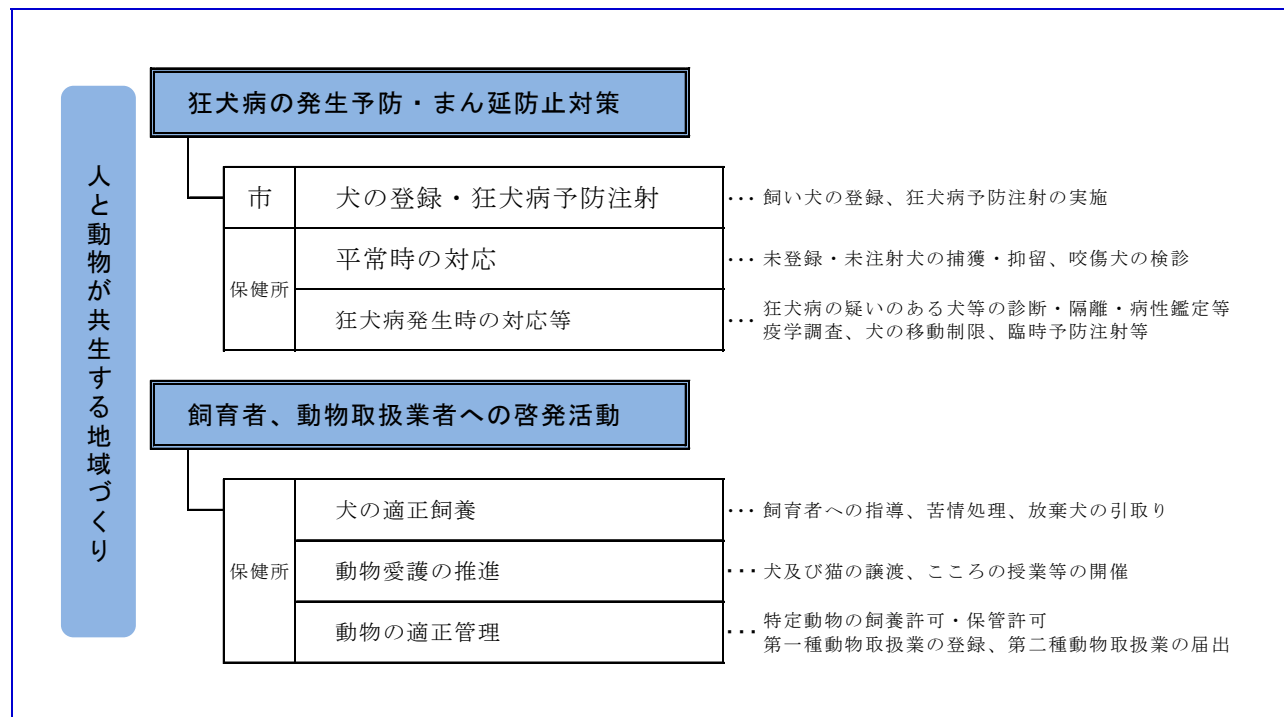 人と動物が共生する地域づくり
狂犬病の発生予防・まん延防止対策
市
犬の登録・狂犬病予防注射
･･･ 飼い犬の登録、狂犬病予防注射の実施
保健所
平常時の対応
･･･ 未登録・未注射犬の捕獲・抑留、咬傷犬の検診
狂犬病発生時の対応等
･･･ 狂犬病の疑いのある犬等の診断・隔離・病性鑑定等
疫学調査、犬の移動制限、臨時予防注射等
飼育者、動物取扱業者への啓発活動
保健所
犬の適正飼養
･･･ 飼育者への指導、苦情処理、放棄犬の引取り
動物愛護の推進
･･･ 犬及び猫の譲渡、こころの授業等の開催
動物の適正管理
･･･ 特定動物の飼養許可・保管許可
第一種動物取扱業の登録、第二種動物取扱業の届出